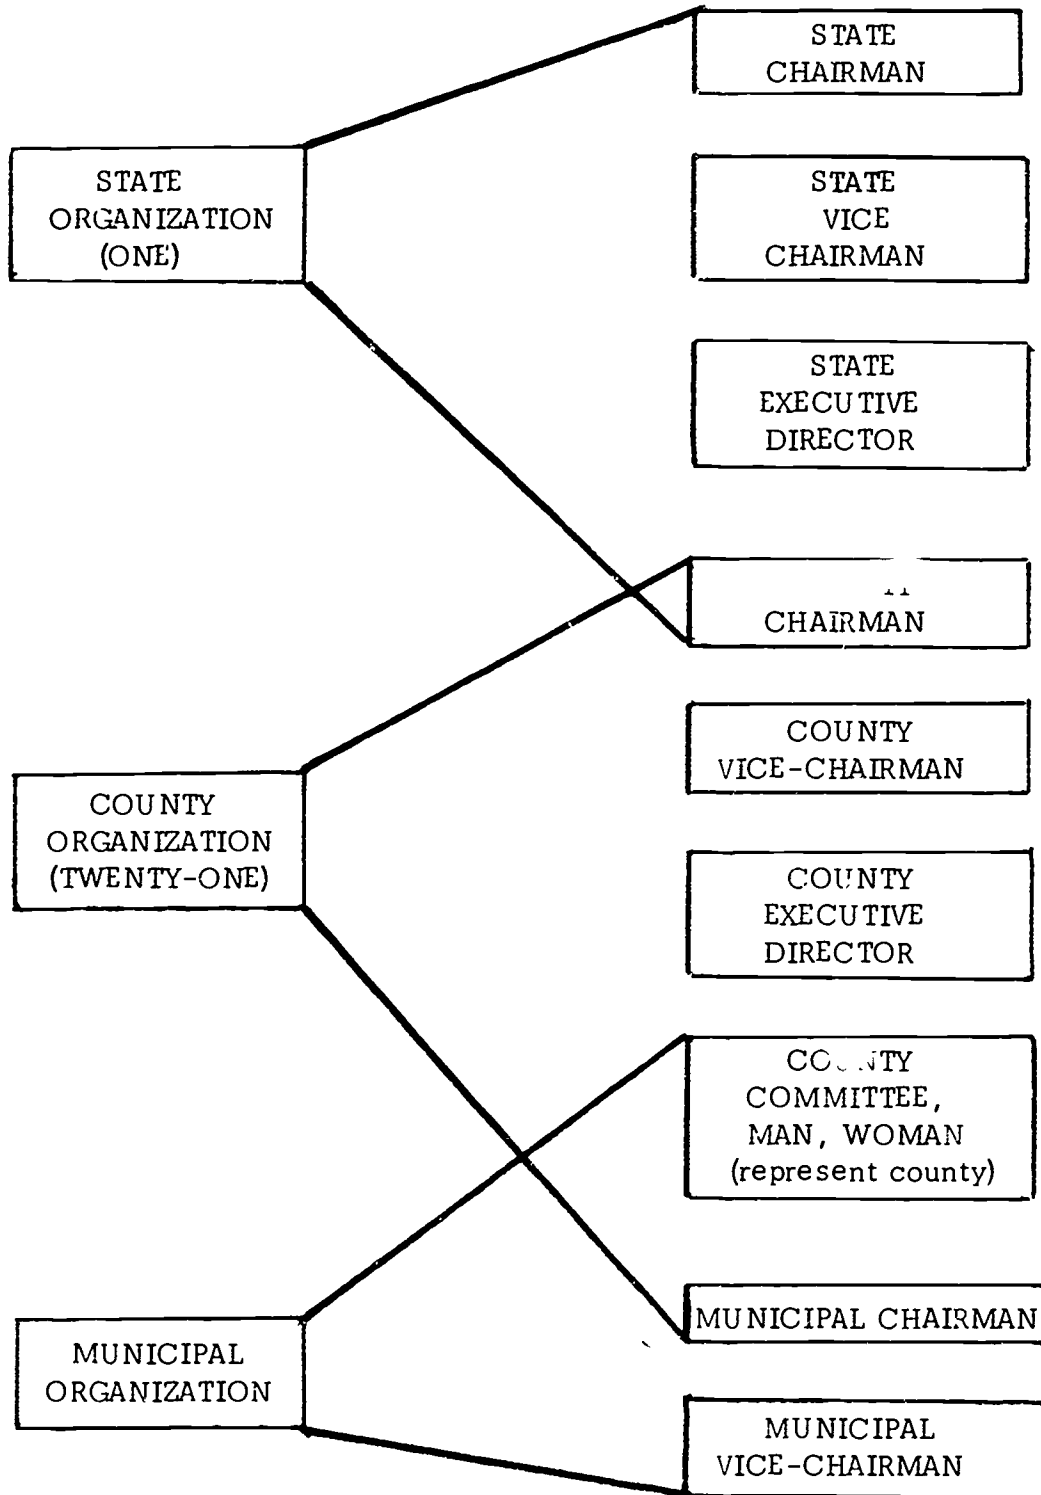 STATE
CHAIRMAN
STATE
ORGANIZATION
(ONE)
STATE
VICE
CHAIRMAN
STATE
EXECUTIVE
DIRECTOR
CHAIRMAN
COUNTY
VICE-CHAIRMAN
COUNTY
ORGANIZATION
(TWENTY-ONE)
COUNTY
EXECUTIVE
DIRECTOR
COUNTY
COMMITTEE,
MAN, WOMAN
(represent county)
MUNICIPAL CHAIRMAN
MUNICIPAL
ORGANIZATION
MUNICIPAL
VICE-CHAIRMAN